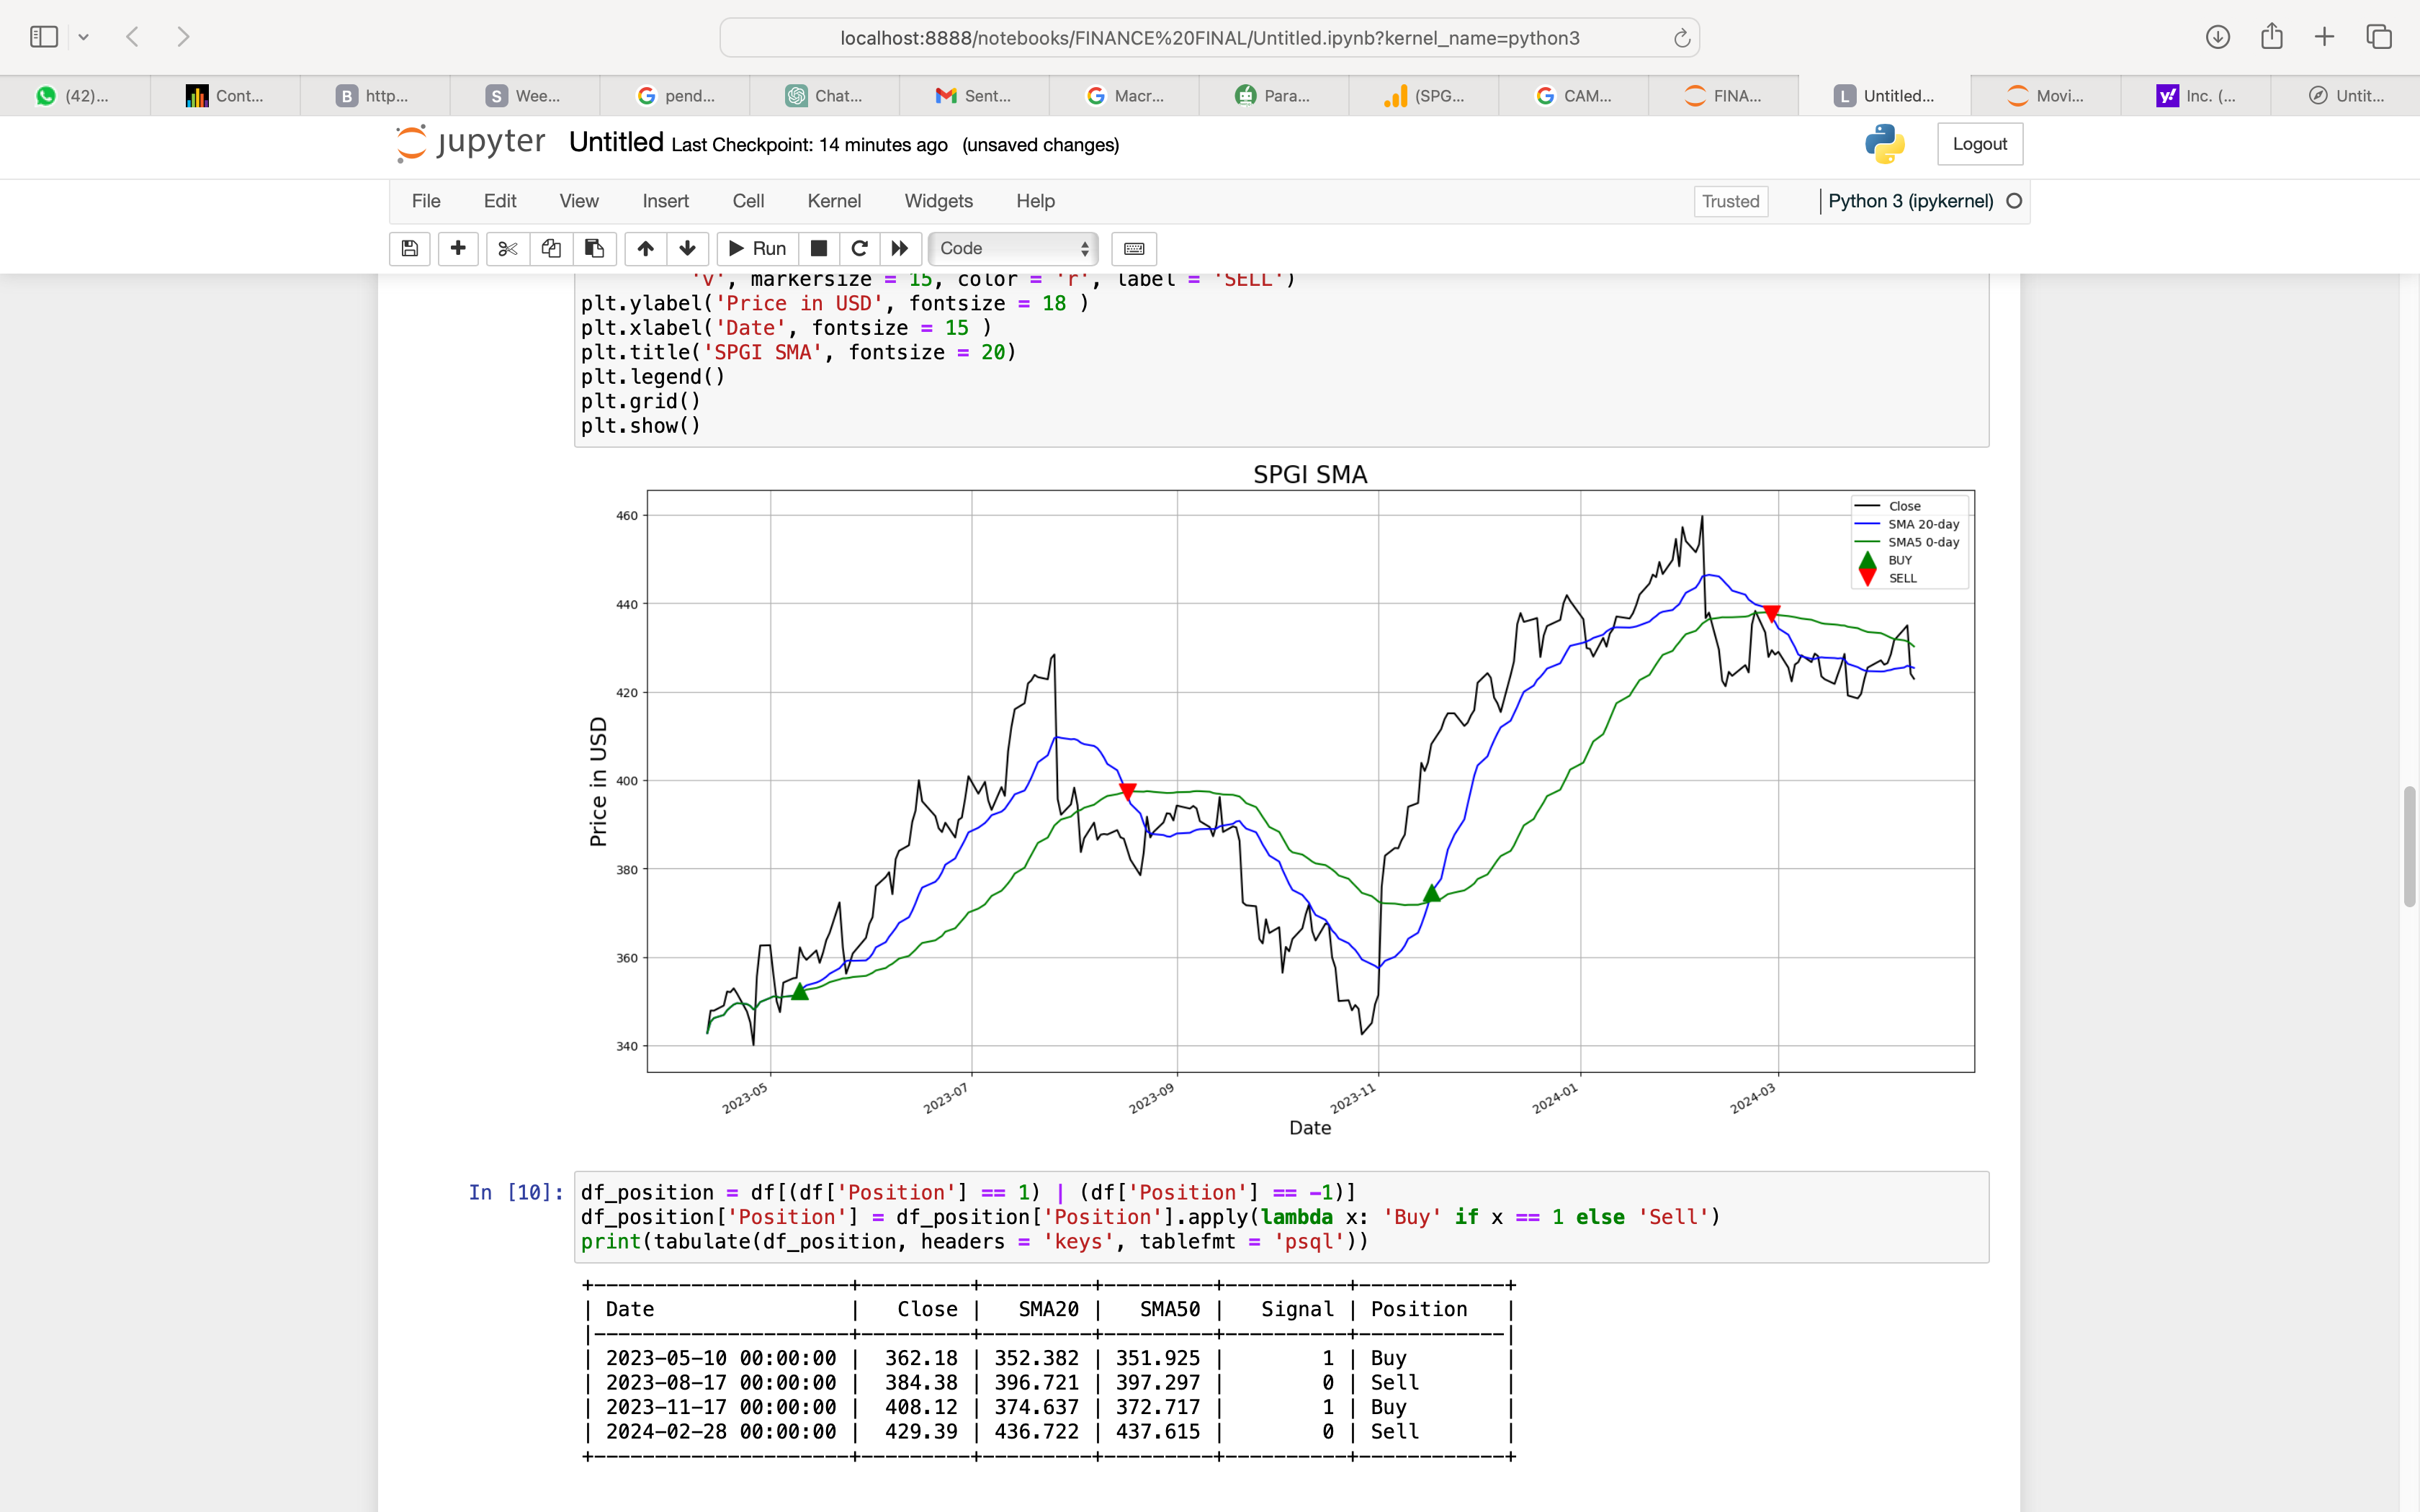 localhost:8888/notebooks/FINANCE%20FINAL/Untitled.ipynb?kernel_name=python3
(42)...
Cont...
B http...
S Wee...
pend...
Chat...
Sent...
Macr...
Para...
(SPG...
CAM...
FINA...
L Untitled...
Movi...
y! Inc. (...
Untit...
jupyter Untitled Last Checkpoint: 14 minutes ago (unsaved changes)
Logout
File Edit View Insert Cell Kernel Widgets Help
Trusted
Python 3 (ipykernel)
Run
Code
'v', markersize = 15, color = 'r', label = 'SELL')
plt.ylabel('Price in USD', fontsize = 18 )
plt.xlabel('Date', fontsize = 15 )
plt.title('SPGI SMA', fontsize = 20)
plt.legend()
plt.grid()
plt.show()
SPGI SMA
Close
SMA 20-day
SMA5 0-day
BUY
SELL
Price in USD
460
440
420
400
380
360
340
2023-05
2023-07
2023-09
2023-11
2024-01
2024-03
Date
In [10]:
df_position = df[(df['Position'] == 1) | (df['Position'] == -1)]
df_position['Position'] = df_position['Position'].apply(lambda x: 'Buy' if x == 1 else 'Sell')
print(tabulate(df_position, headers = 'keys', tablefmt = 'psql'))
+---------------------+---------+---------+---------+----------+------------+
| Date                |   Close |   SMA20 |   SMA50 |   Signal | Position   |
|---------------------+---------+---------+---------+----------+------------|
| 2023-05-10 00:00:00 |  362.18 | 352.382 | 351.925 |        1 | Buy        |
| 2023-08-17 00:00:00 |  384.38 | 396.721 | 397.297 |        0 | Sell       |
| 2023-11-17 00:00:00 |  408.12 | 374.637 | 372.717 |        1 | Buy        |
| 2024-02-28 00:00:00 |  429.39 | 436.722 | 437.615 |        0 | Sell       |
+---------------------+---------+---------+---------+----------+------------+